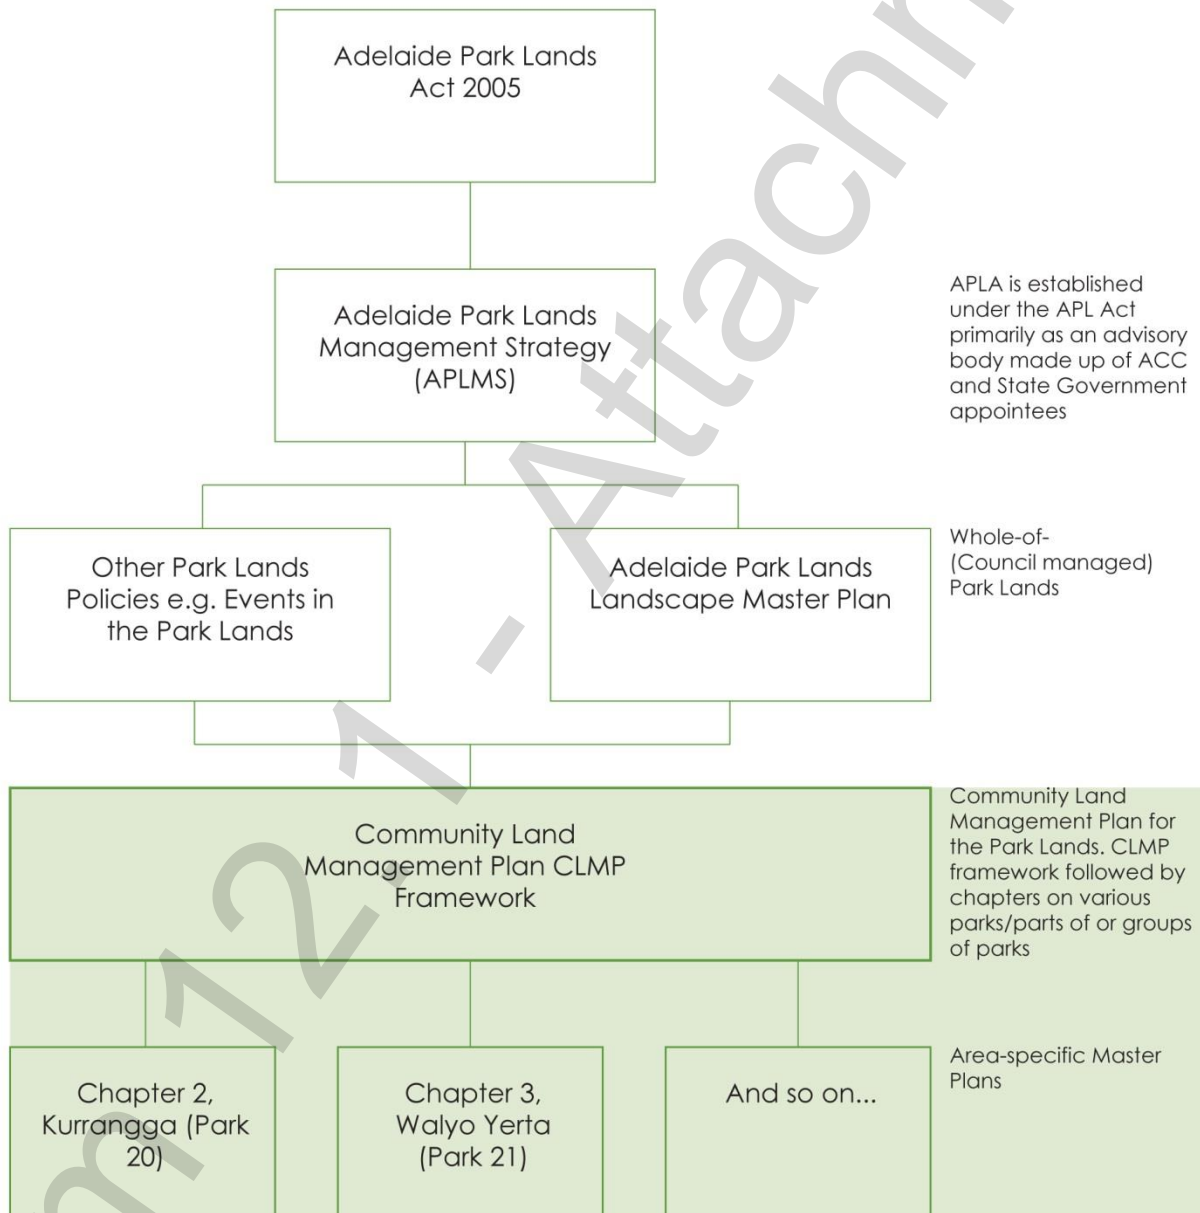 Adelaide Park Lands
Act 2005
Adelaide Park Lands
Management Strategy
(APLMS)
APLA is established
under the APL Act
primarily as an advisory
body made up of ACC
and State Government
appointees
Other Park Lands
Policies e.g. Events in
the Park Lands
Adelaide Park Lands
Landscape Master Plan
Whole-of-
(Council managed)
Park Lands
Community Land
Management Plan CLMP
Framework
Community Land
Management Plan for
the Park Lands. CLMP
framework followed by
chapters on various
parks/parts of or groups
of parks
Chapter 2,
Kurrangga (Park
20)
Chapter 3,
Walyo Yerta
(Park 21)
And so on...
Area-specific Master
Plans
m 12.1 - Attachm